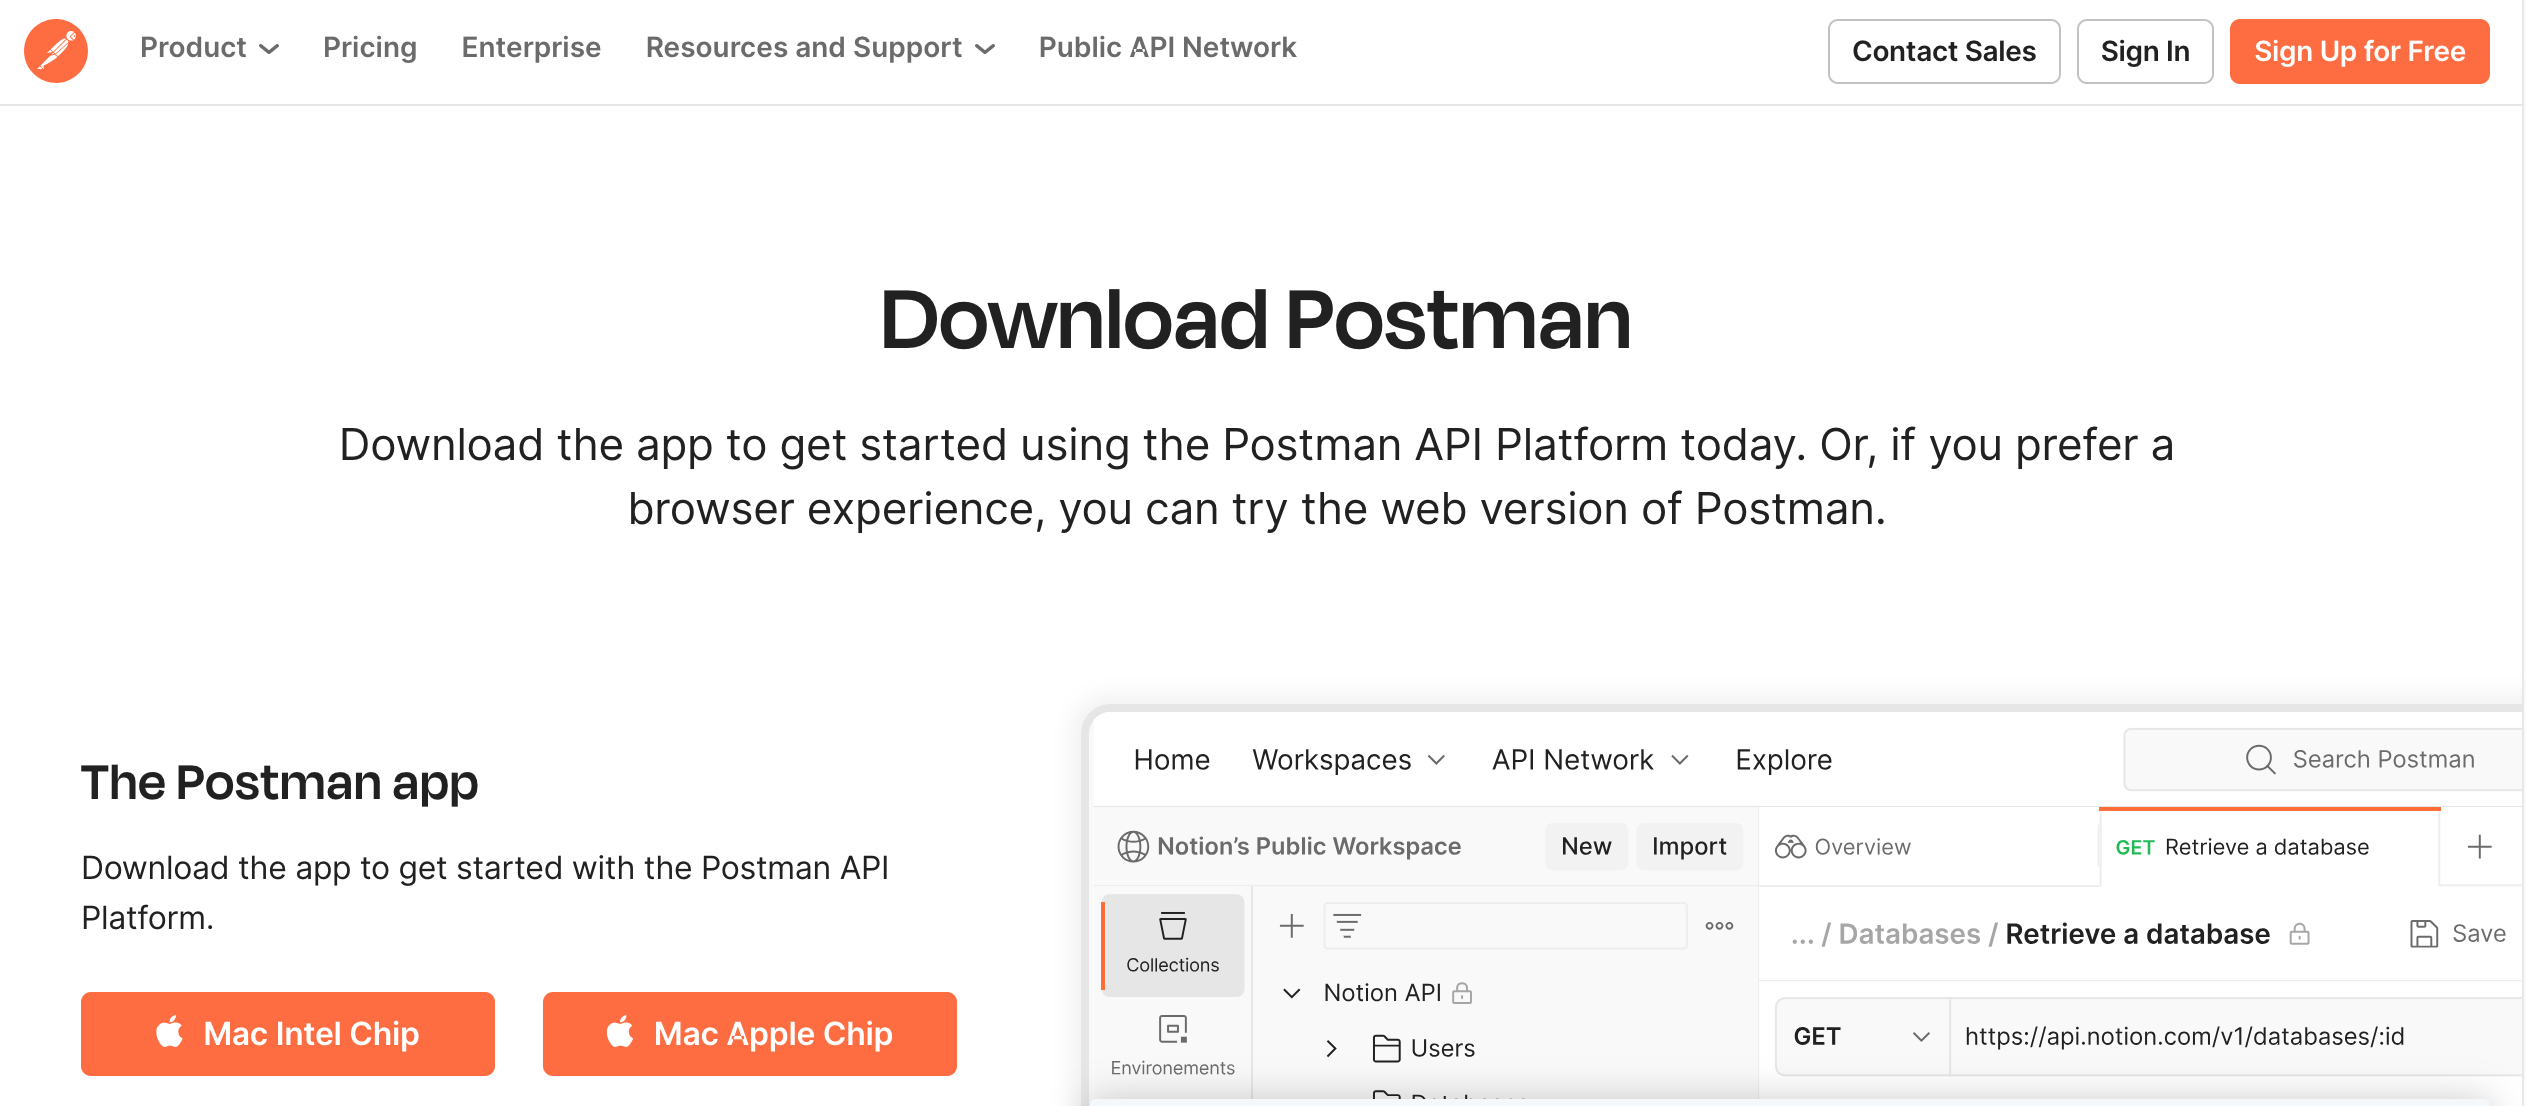 Product Pricing Enterprise Resources and Support Public API Network Contact Sales Sign In Sign Up for Free
Download Postman
Download the app to get started using the Postman API Platform today. Or, if you prefer a
browser experience, you can try the web version of Postman.
The Postman app
Download the app to get started with the Postman API
Platform.
Mac Intel Chip Mac Apple Chip
Home Workspaces API Network Explore Search Postman
Notion’s Public Workspace New Import Overview GET Retrieve a database
... / Databases / Retrieve a database Save
Collections
Notion API
GET https://api.notion.com/v1/databases/:id
Users
Environements